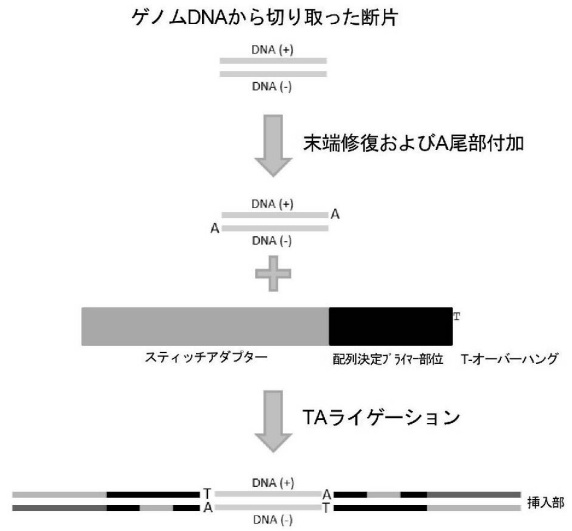 ゲノムDNAから切り取った断片
DNA (+)
DNA (-)
末端修復およびA尾部付加
DNA (+)
A
A
DNA (-)
T
スティッチアダプター
配列決定プライマー部位
T-オーバーハング
TAライゲーション
DNA (+)
T
A
A
T
挿入部
DNA (-)